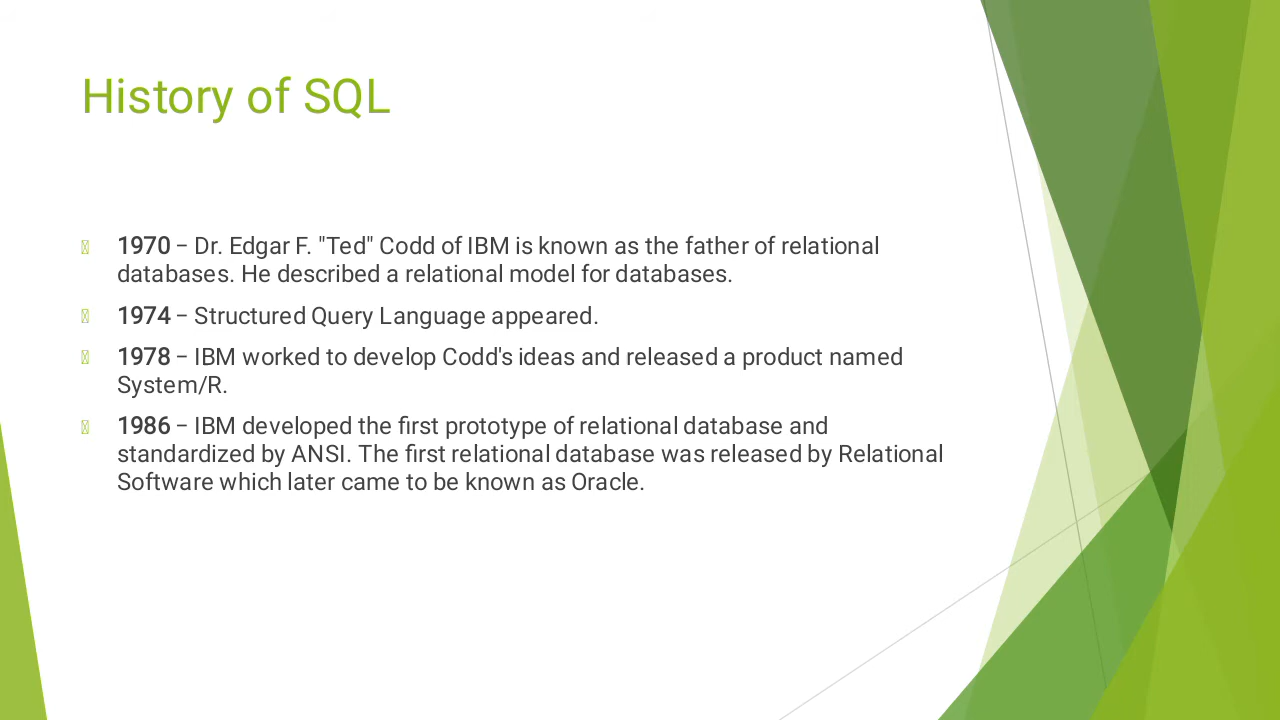 History of SQL
1970 − Dr. Edgar F. "Ted" Codd of IBM is known as the father of relational
databases. He described a relational model for databases.
1974 − Structured Query Language appeared.
1978 − IBM worked to develop Codd's ideas and released a product named
System/R.
1986 − IBM developed the first prototype of relational database and
standardized by ANSI. The first relational database was released by Relational
Software which later came to be known as Oracle.